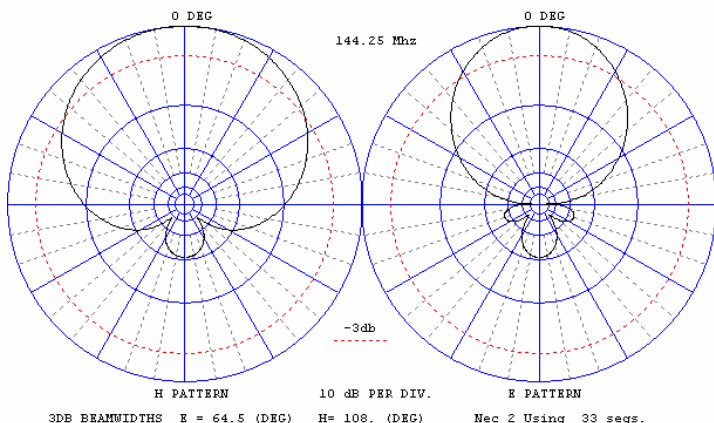 0 DEG 0 DEG
144.25 Mhz
-3db
H PATTERN 10 dB PER DIV. E PATTERN
3DB BEAMWIDTHS E = 64.5 (DEG) H= 108. (DEG) Nec 2 Using 33 segs.